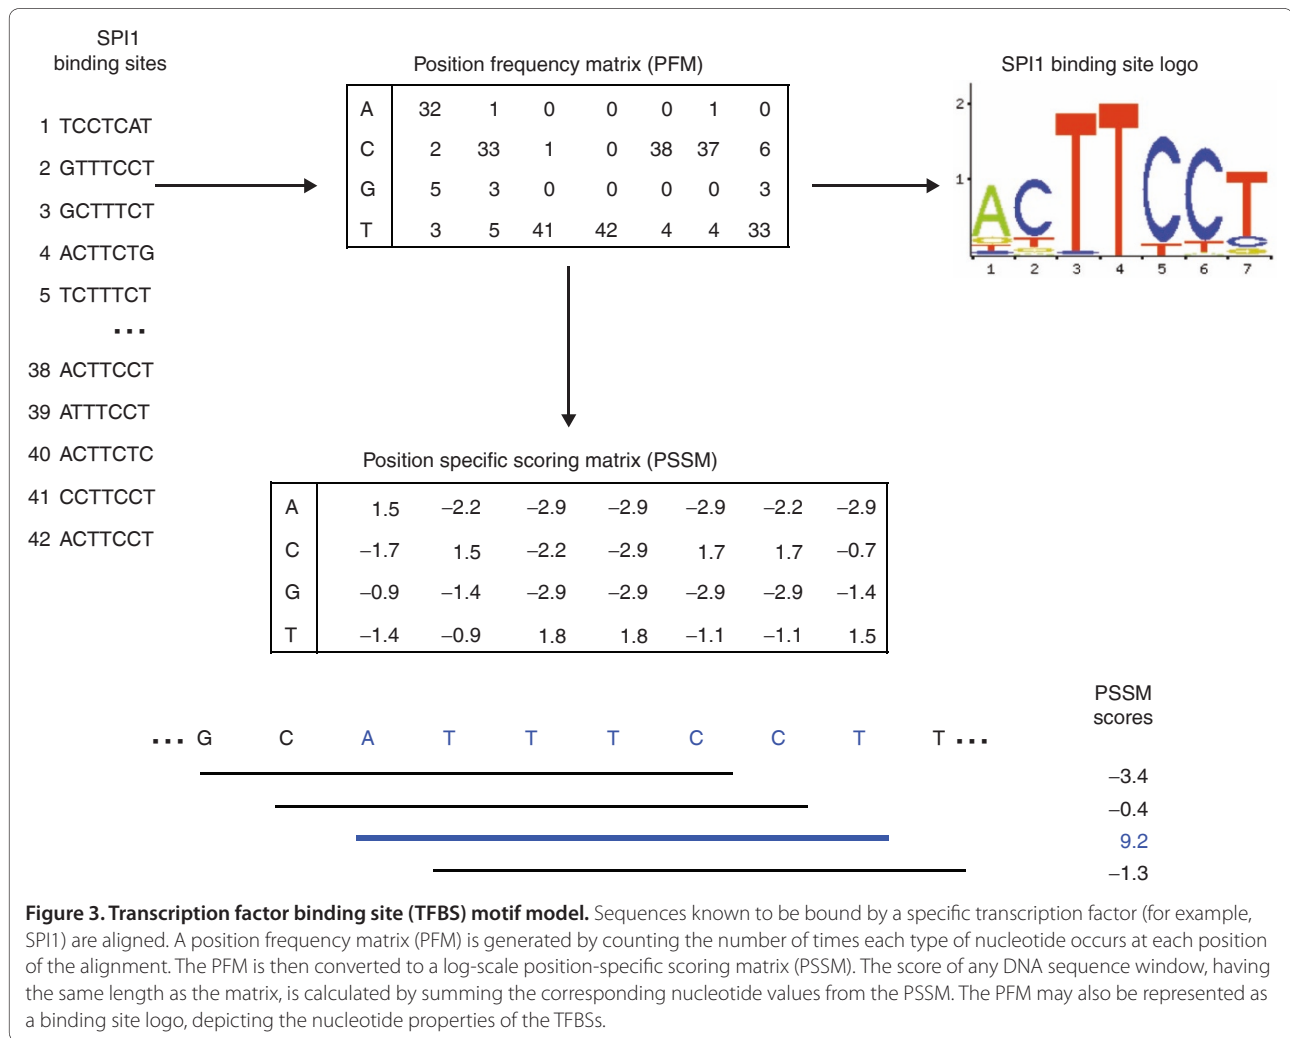 SPI1
binding sites
1 TCCTCAT
2 GTTTCCT
3 GCTTTCT
4 ACTTCTG
5 TCTTTCT
...
38 ACTTCCT
39 ATTTCCT
40 ACTTCTC
41 CCTTCCT
42 ACTTCCT
Position frequency matrix (PFM)
A 32 1 0 0 0 1 0
C 2 33 1 0 38 37 6
G 5 3 0 0 0 0 3
T 3 5 41 42 4 4 33
SPI1 binding site logo
2
1
A C T T C C T
1 2 3 4 5 6 7
Position specific scoring matrix (PSSM)
A 1.5 −2.2 −2.9 −2.9 −2.9 −2.2 −2.9
C −1.7 1.5 −2.2 −2.9 1.7 1.7 −0.7
G −0.9 −1.4 −2.9 −2.9 −2.9 −2.9 −1.4
T −1.4 −0.9 1.8 1.8 −1.1 −1.1 1.5
PSSM
scores
... G C A T T T C C T T ...
−3.4
−0.4
9.2
−1.3
Figure 3. Transcription factor binding site (TFBS) motif model. Sequences known to be bound by a specific transcription factor (for example,
SPI1) are aligned. A position frequency matrix (PFM) is generated by counting the number of times each type of nucleotide occurs at each position
of the alignment. The PFM is then converted to a log-scale position-specific scoring matrix (PSSM). The score of any DNA sequence window, having
the same length as the matrix, is calculated by summing the corresponding nucleotide values from the PSSM. The PFM may also be represented as
a binding site logo, depicting the nucleotide properties of the TFBSs.